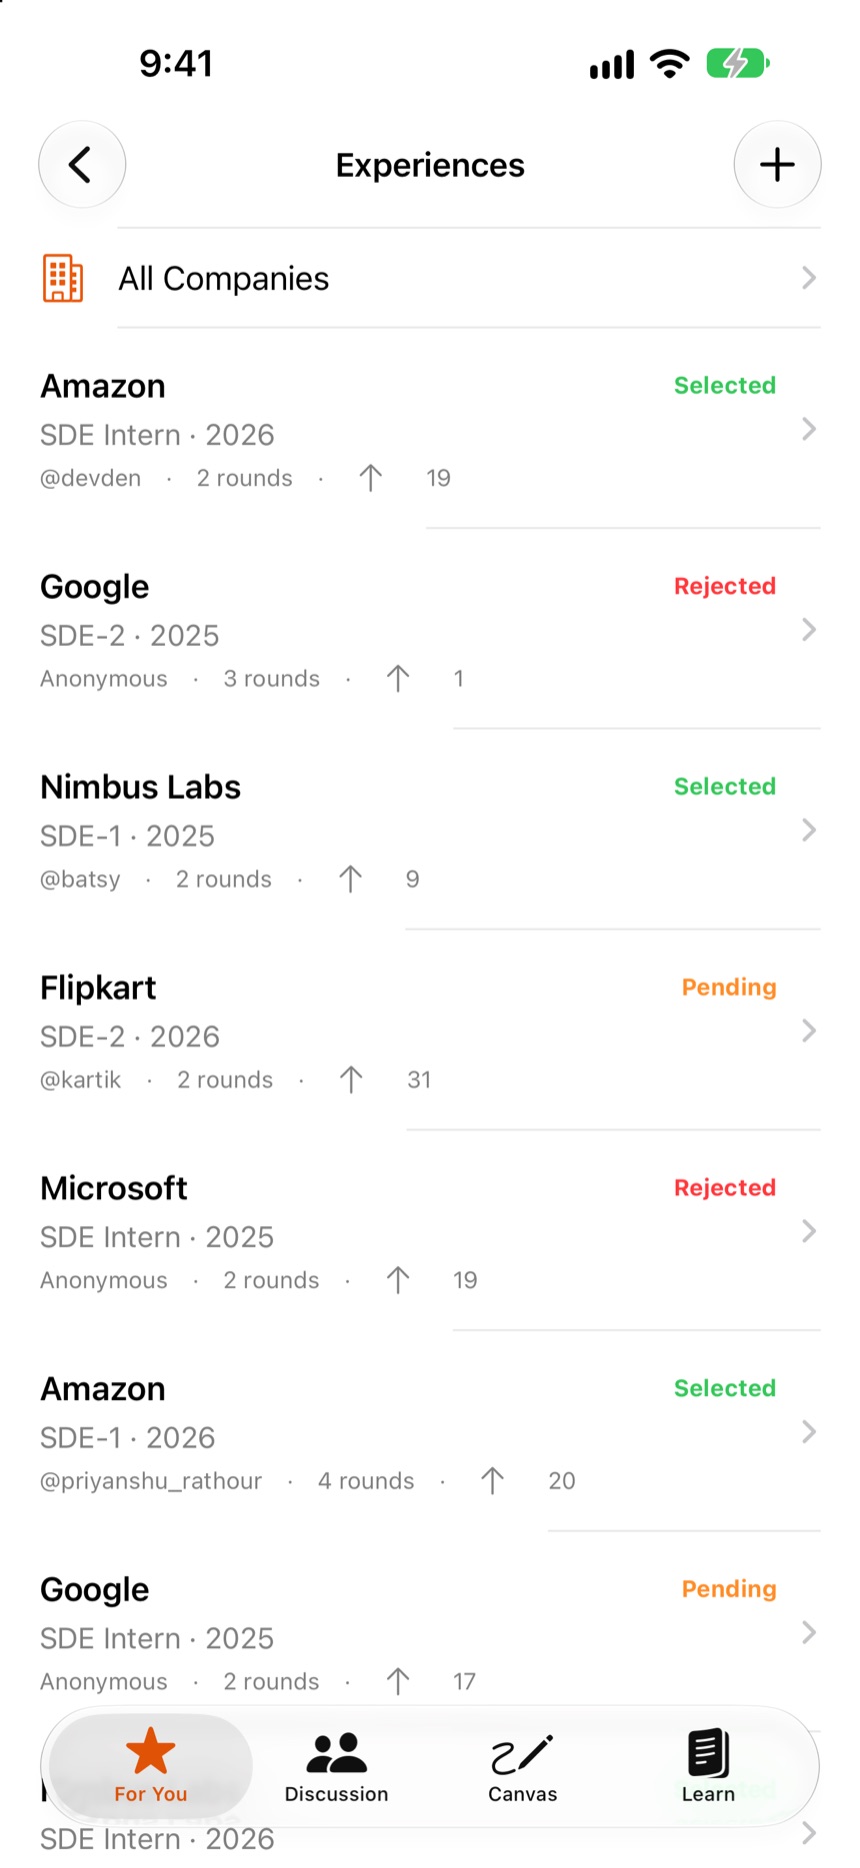 9:41
Experiences
All Companies
Amazon
Selected
SDE Intern · 2026
@devden · 2 rounds · ↑ 19
Google
Rejected
SDE-2 · 2025
Anonymous · 3 rounds · ↑ 1
Nimbus Labs
Selected
SDE-1 · 2025
@batsy · 2 rounds · ↑ 9
Flipkart
Pending
SDE-2 · 2026
@kartik · 2 rounds · ↑ 31
Microsoft
Rejected
SDE Intern · 2025
Anonymous · 2 rounds · ↑ 19
Amazon
Selected
SDE-1 · 2026
@priyanshu_rathour · 4 rounds · ↑ 20
Google
Pending
SDE Intern · 2025
Anonymous · 2 rounds · ↑ 17
For You
Discussion
Canvas
Learn
SDE Intern · 2026